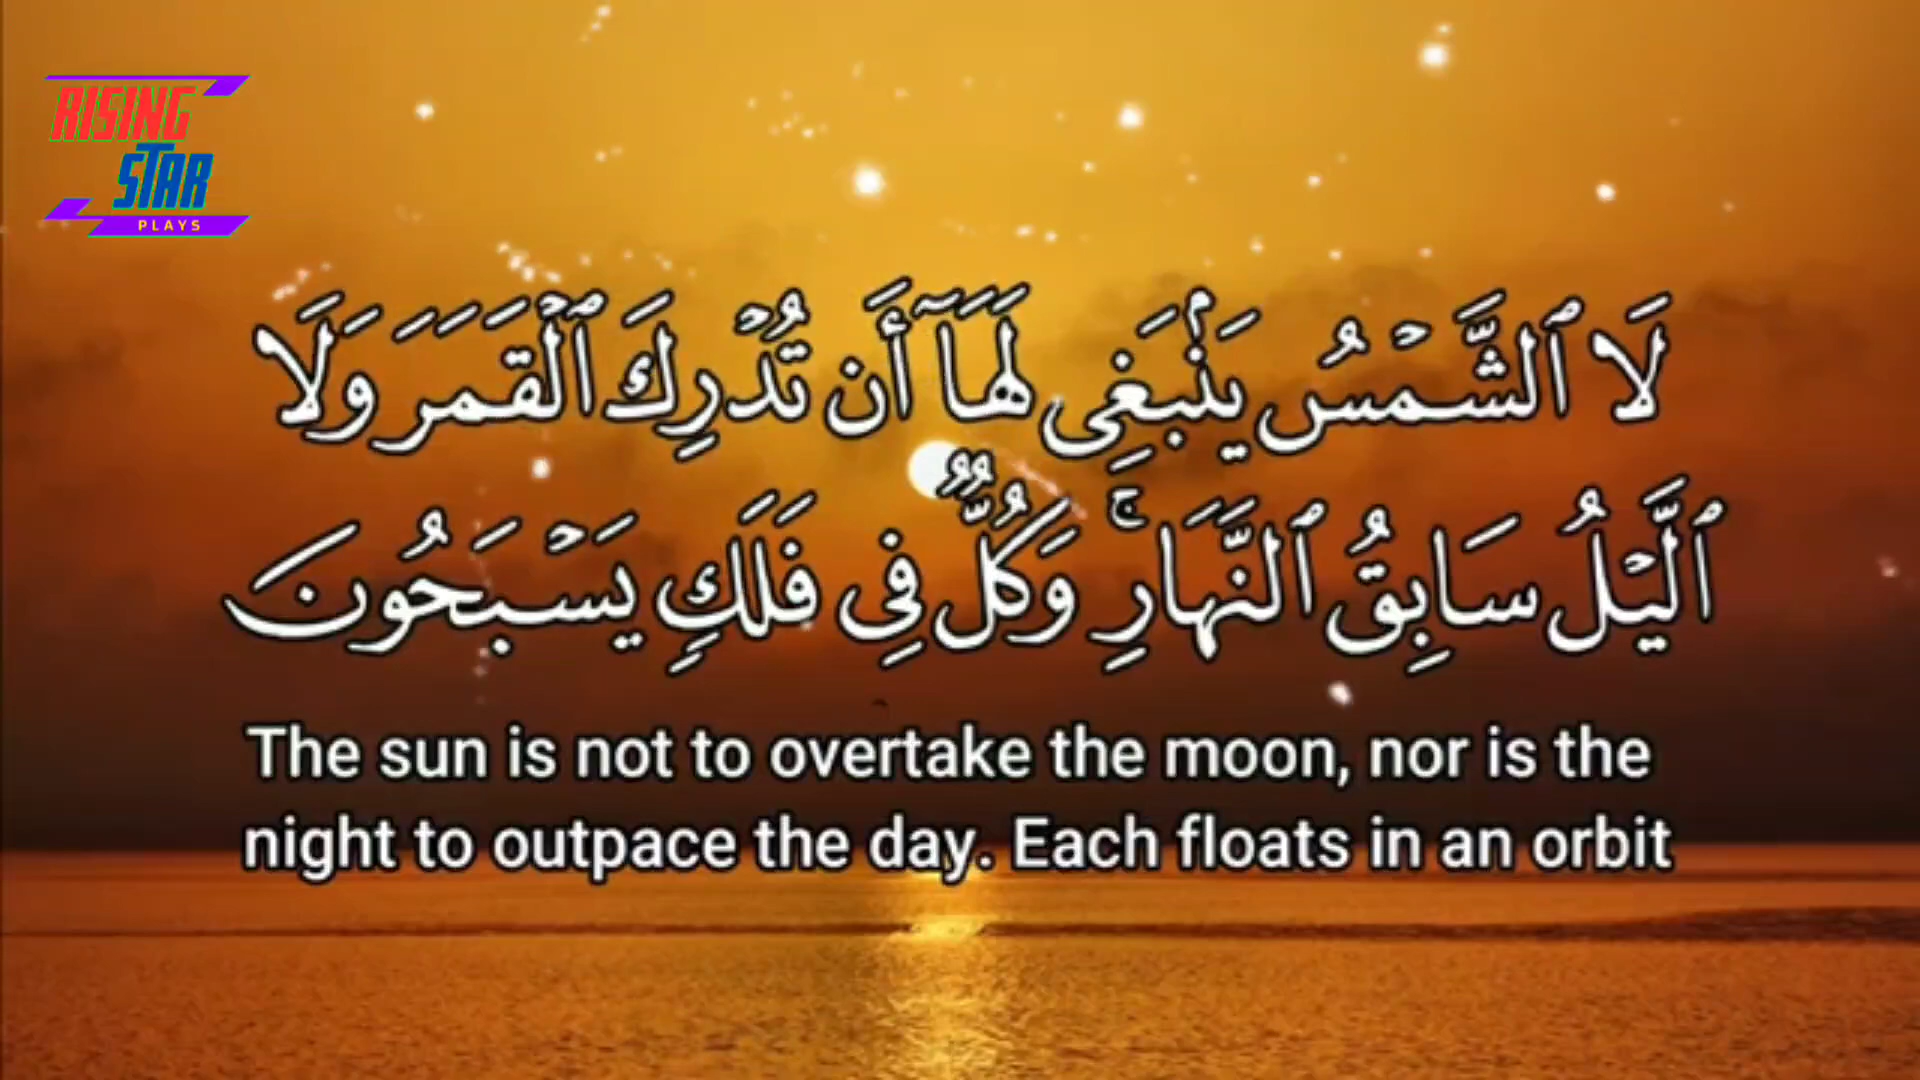 RISING
STAR
PLAYS
لَا ٱلشَّمْسُ يَنۢبَغِى لَهَآ أَن تُدْرِكَ ٱلْقَمَرَ وَلَا
ٱلَّيْلُ سَابِقُ ٱلنَّهَارِ ۚ وَكُلٌّ فِى فَلَكٍ يَسْبَحُونَ
The sun is not to overtake the moon, nor is the
night to outpace the day. Each floats in an orbit